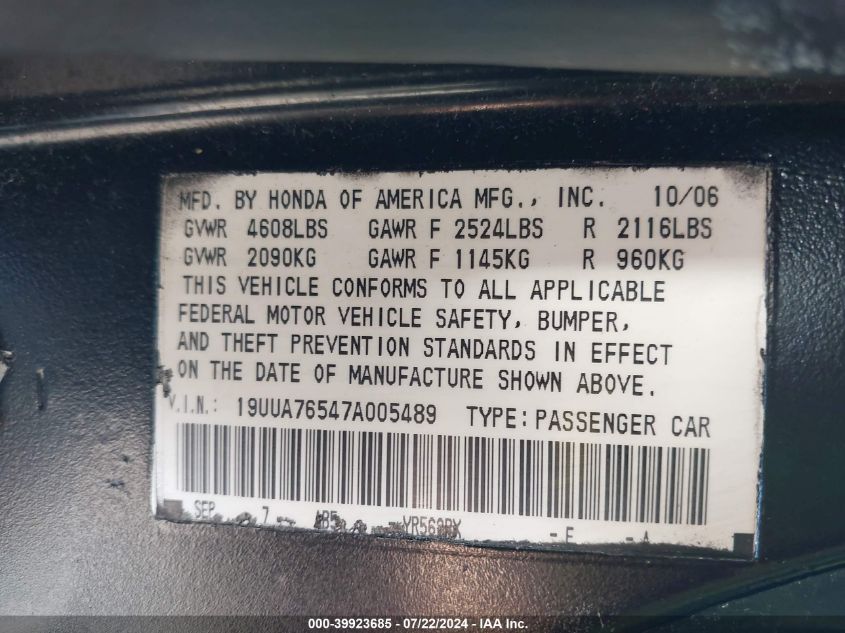 MFD. BY HONDA OF AMERICA MFG., INC. 10/06
GVWR 4608LBS GAWR F 2524LBS R 2116LBS
GVWR 2090KG GAWR F 1145KG R 960KG
THIS VEHICLE CONFORMS TO ALL APPLICABLE
FEDERAL MOTOR VEHICLE SAFETY, BUMPER,
AND THEFT PREVENTION STANDARDS IN EFFECT
ON THE DATE OF MANUFACTURE SHOWN ABOVE.
V.I.N.: 19UUA76547A005489 TYPE: PASSENGER CAR
SEP 7 - E - A
000-39923685 - 07/22/2024 - IAA Inc.